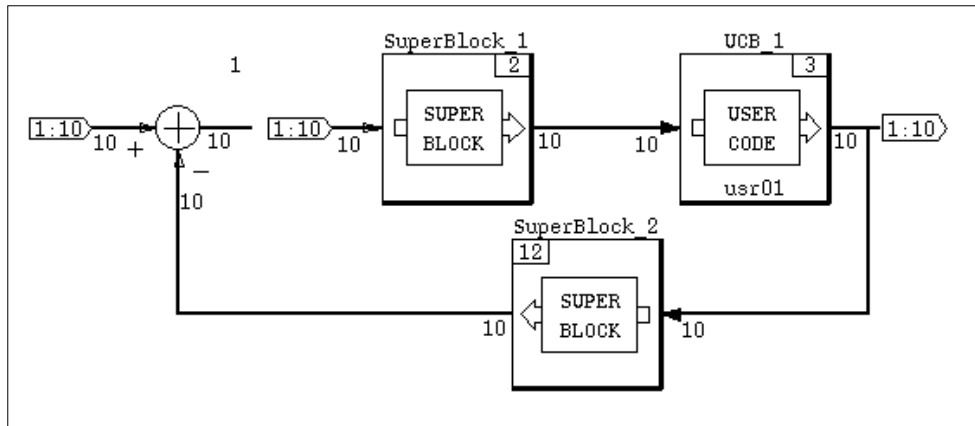 SuperBlock_1
UCB_1
1
2
3
1:10
10
+
10
1:10
10
SUPER
BLOCK
10
10
USER
CODE
10
1:10
−
10
usr01
SuperBlock_2
12
10
SUPER
BLOCK
10